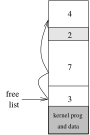 4
2
7
free
list
3
kernel prog
and data